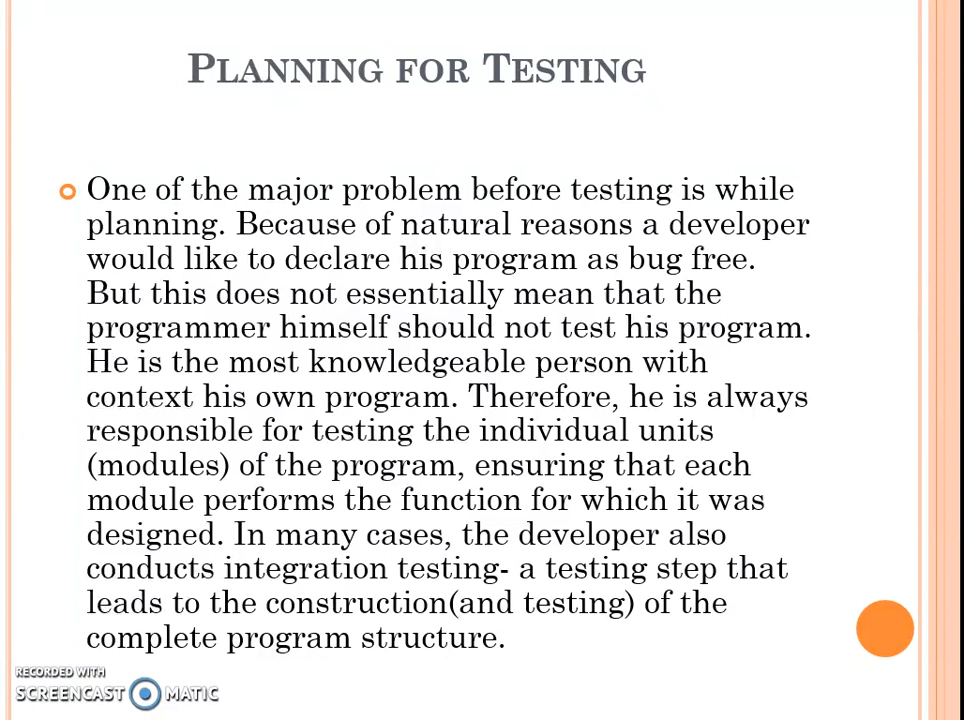 PLANNING FOR TESTING
One of the major problem before testing is while
planning. Because of natural reasons a developer
would like to declare his program as bug free.
But this does not essentially mean that the
programmer himself should not test his program.
He is the most knowledgeable person with
context his own program. Therefore, he is always
responsible for testing the individual units
(modules) of the program, ensuring that each
module performs the function for which it was
designed. In many cases, the developer also
conducts integration testing- a testing step that
leads to the construction(and testing) of the
complete program structure.
RECORDED WITH
SCREENCAST MATIC